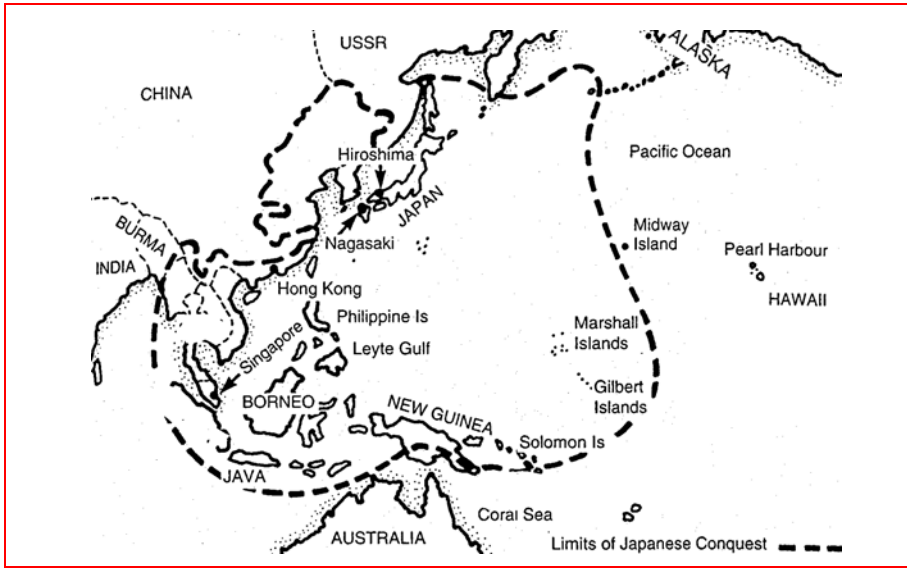 USSR
ALASKA
CHINA
Hiroshima
Pacific Ocean
JAPAN
BURMA
Nagasaki
Midway
Island
Pearl Harbour
INDIA
HAWAII
Hong Kong
Philippine Is
Marshall
Islands
Singapore
Leyte Gulf
Gilbert
Islands
BORNEO
NEW GUINEA
Solomon Is
JAVA
Coral Sea
AUSTRALIA
Limits of Japanese Conquest